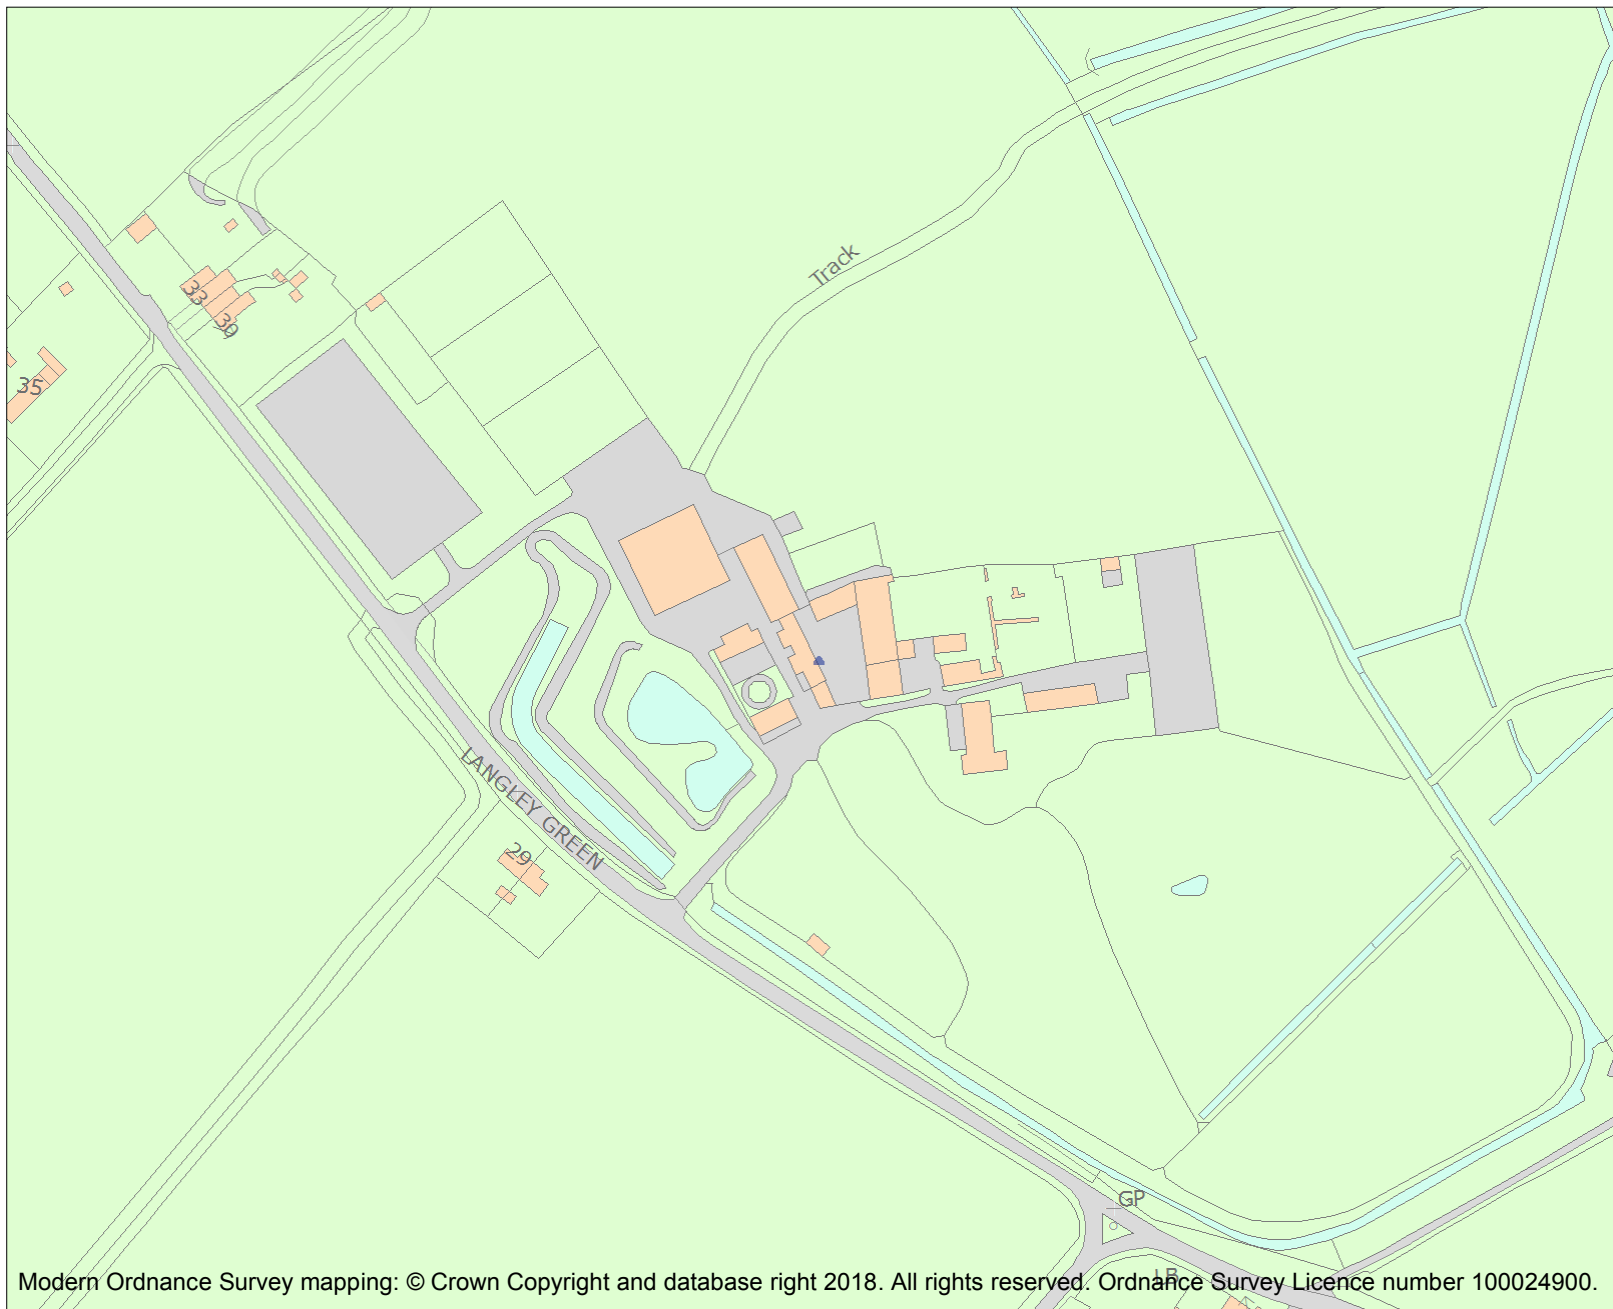 Track
33
39
35
LANGLEY GREEN
29
GP
LB
Modern Ordnance Survey mapping: © Crown Copyright and database right 2018. All rights reserved. Ordnance Survey Licence number 100024900.